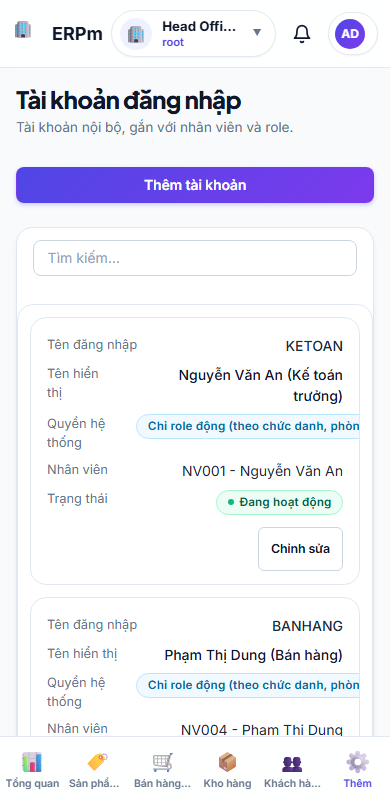 ERPm
Head Offi...
root
AD
Tài khoản đăng nhập
Tài khoản nội bộ, gắn với nhân viên và role.
Thêm tài khoản
Tìm kiếm...
Tên đăng nhập KETOAN
Tên hiển thị Nguyễn Văn An (Kế toán trưởng)
Quyền hệ thống Chỉ role động (theo chức danh, phòn
Nhân viên NV001 - Nguyễn Văn An
Trạng thái Đang hoạt động
Chỉnh sửa
Tên đăng nhập BANHANG
Tên hiển thị Phạm Thị Dung (Bán hàng)
Quyền hệ thống Chỉ role động (theo chức danh, phòn
Nhân viên NV004 - Phạm Thị Dung
Tổng quan Sản phẩ... Bán hàng... Kho hàng Khách hà... Thêm